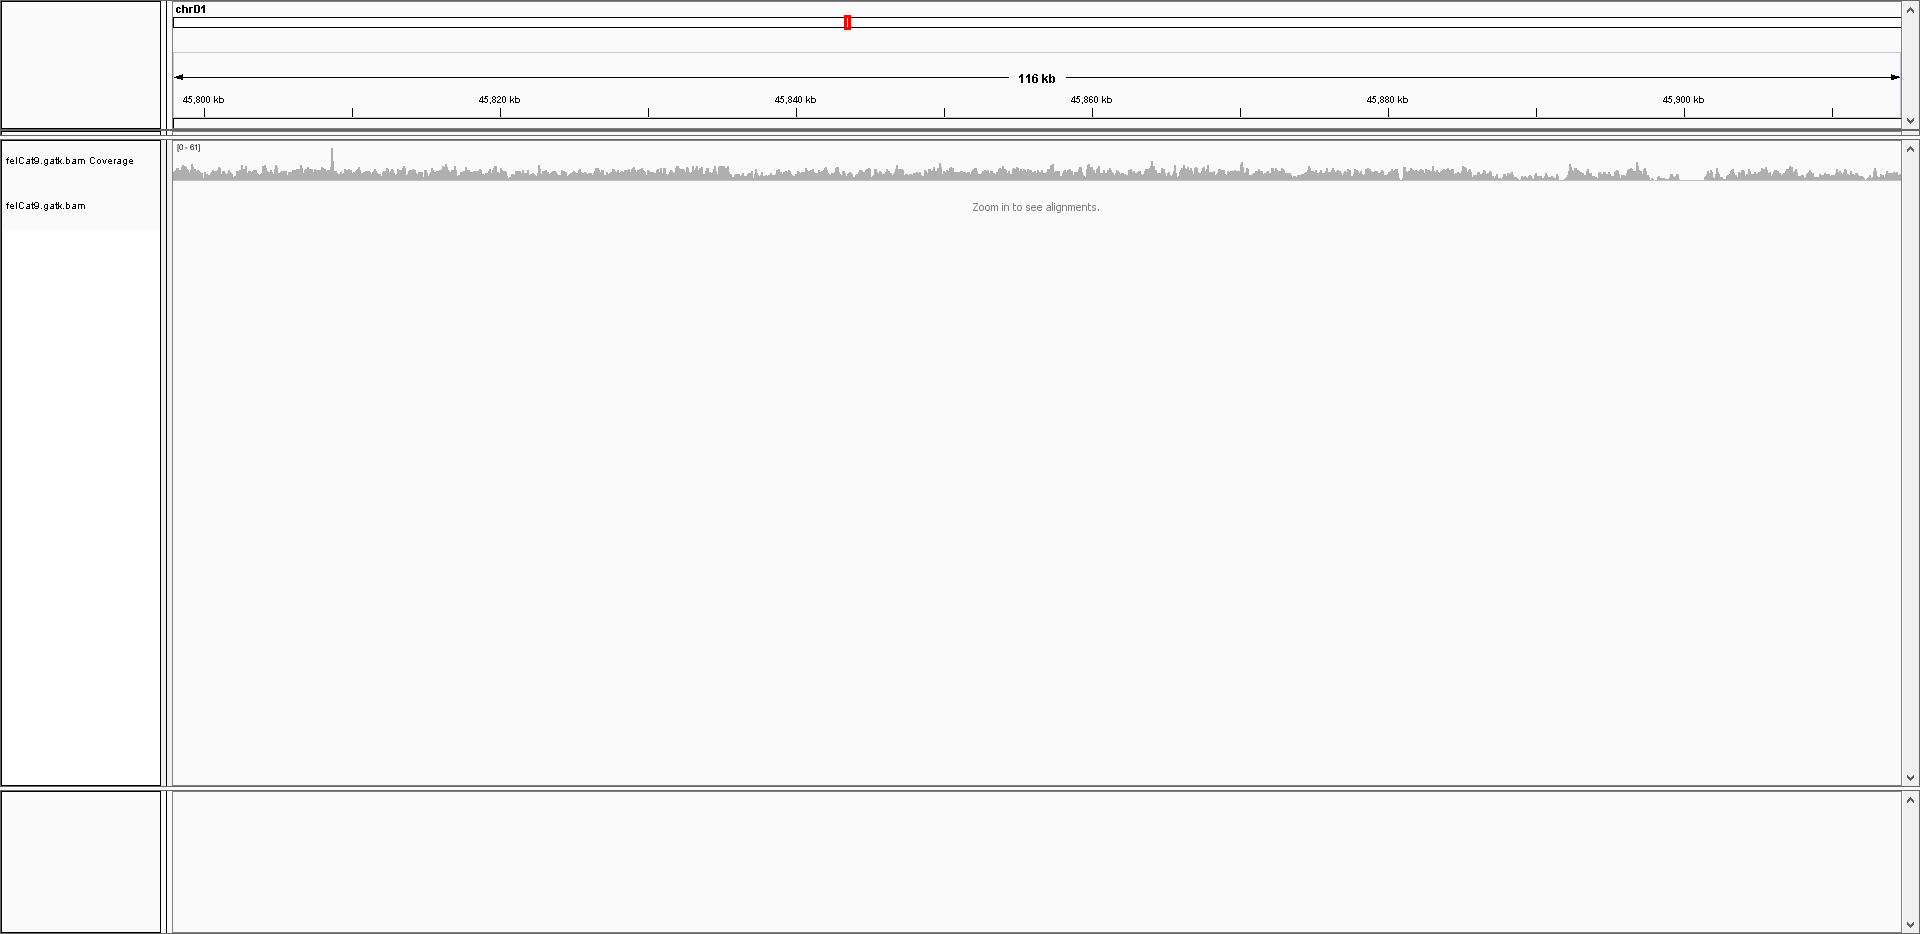 chrD1
116 kb
45,800 kb 45,820 kb 45,840 kb 45,860 kb 45,880 kb 45,900 kb
[0 - 61]
felCat9.gatk.bam Coverage
felCat9.gatk.bam
Zoom in to see alignments.